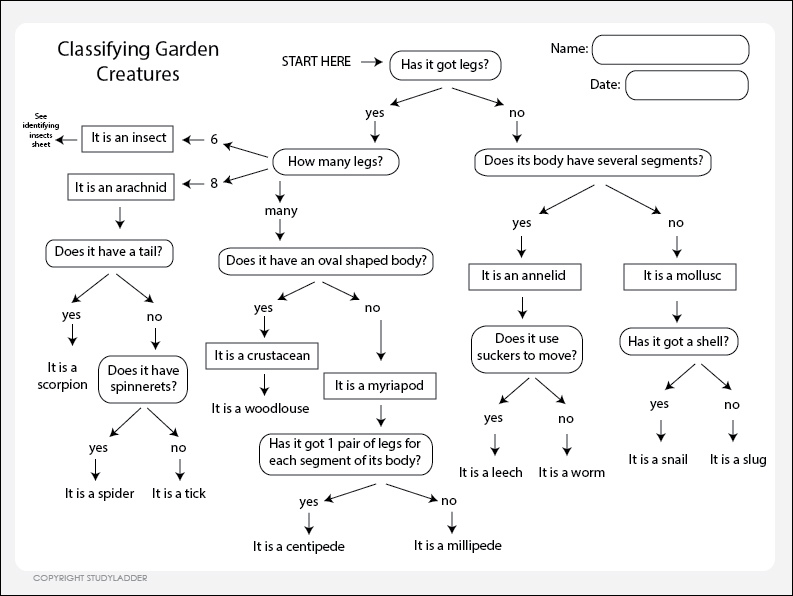 Classifying Garden
Creatures
START HERE
Has it got legs?
Name:
Date:
yes
no
See
identifying
insects
sheet
It is an insect
6
How many legs?
Does its body have several segments?
It is an arachnid
8
many
yes
no
Does it have a tail?
Does it have an oval shaped body?
It is an annelid
It is a mollusc
yes
no
yes
no
Does it use
suckers to move?
Has it got a shell?
It is a
scorpion
Does it have
spinnerets?
It is a crustacean
It is a myriapod
It is a woodlouse
yes
no
yes
no
Has it got 1 pair of legs for
each segment of its body?
yes
no
It is a leech
It is a worm
It is a snail
It is a slug
It is a spider
It is a tick
yes
no
It is a centipede
It is a millipede
COPYRIGHT STUDYLADDER